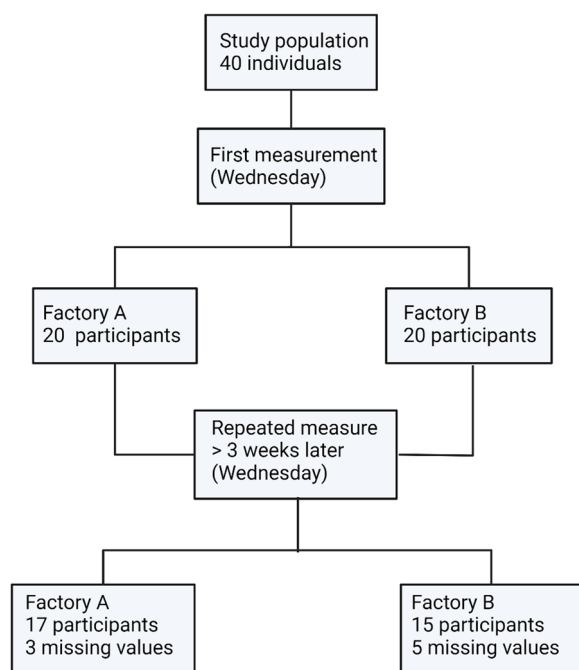 Study population
40 individuals
First measurement
(Wednesday)
Factory A
20 participants
Factory B
20 participants
Repeated measure
> 3 weeks later
(Wednesday)
Factory A
17 participants
3 missing values
Factory B
15 participants
5 missing values